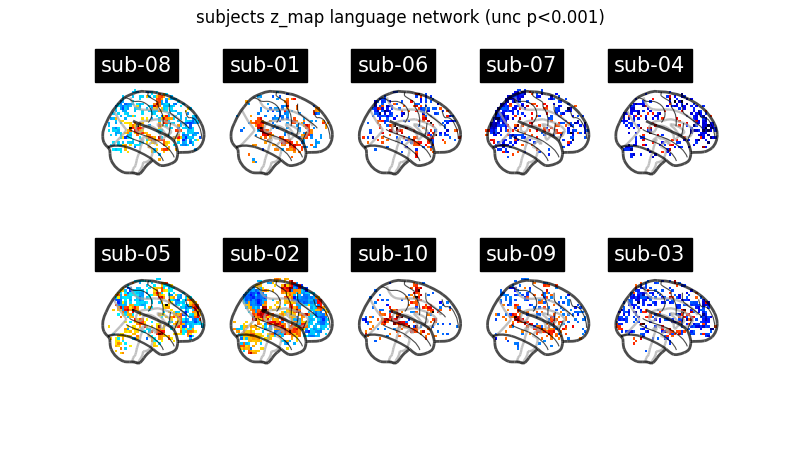 subjects z_map language network (unc p<0.001)
sub-08 sub-01 sub-06 sub-07 sub-04
sub-05 sub-02 sub-10 sub-09 sub-03